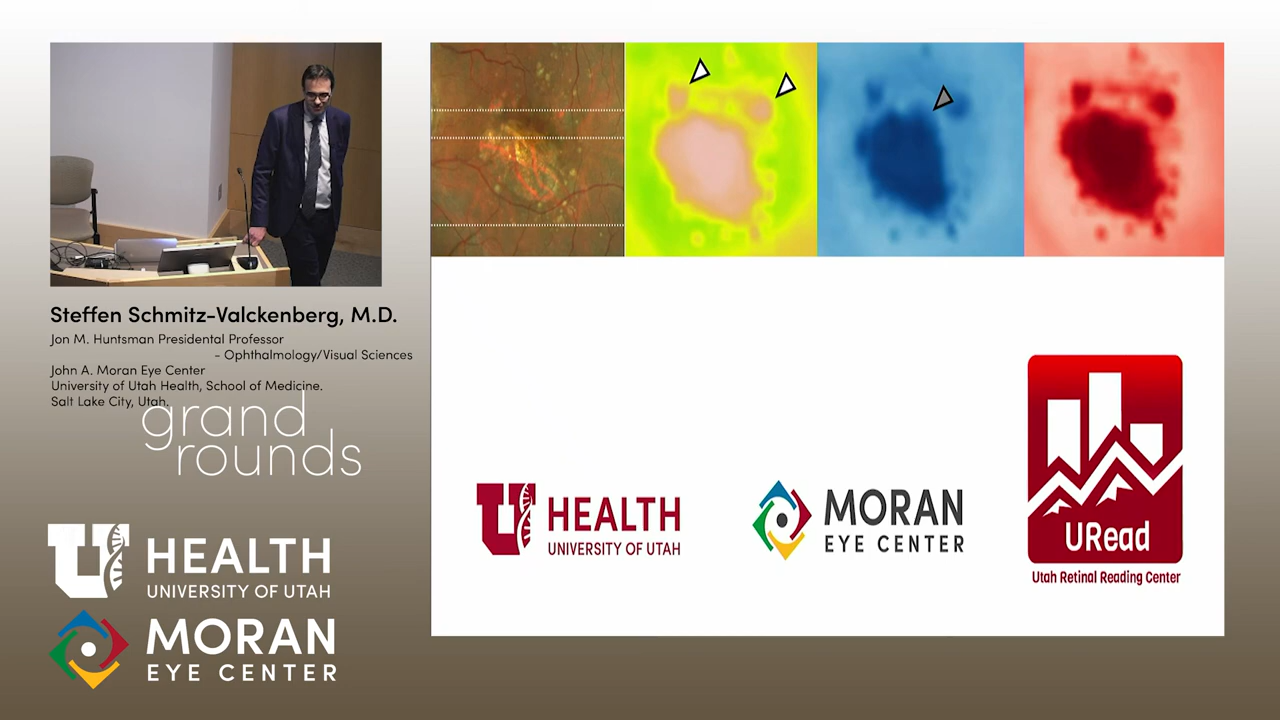 Steffen Schmitz-Valckenberg, M.D.
Jon M. Huntsman Presidental Professor
- Ophthalmology/Visual Sciences
John A. Moran Eye Center
University of Utah Health, School of Medicine.
Salt Lake City, Utah.
grand
rounds
U HEALTH
UNIVERSITY OF UTAH
MORAN
EYE CENTER
U HEALTH
UNIVERSITY OF UTAH
MORAN
EYE CENTER
URead
Utah Retinal Reading Center